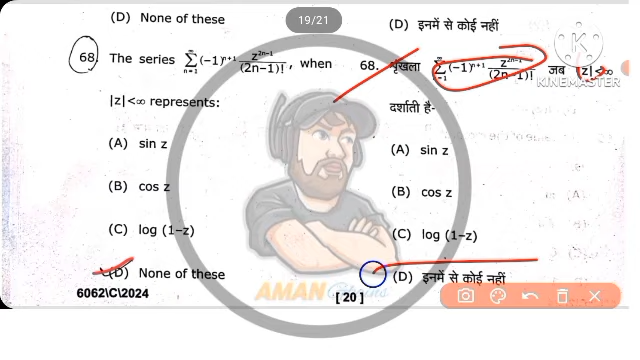 (D) None of these
19/21
(D) इनमें से कोई नहीं
68. The series ∑_{n=1}^{∞} (−1)^{n+1} z^{2n−1}/(2n−1)!, when
|z|<∞ represents:
(A) sin z
(B) cos z
(C) log (1−z)
(D) None of these
6062\C\2024
68. शृंखला ∑_{n=1}^{∞} (−1)^{n+1} z^{2n−1}/(2n−1)! जब |z|<∞
दर्शाती है-
(A) sin z
(B) cos z
(C) log (1−z)
(D) इनमें से कोई नहीं
[ 20 ]
KINEMASTER
AMAN